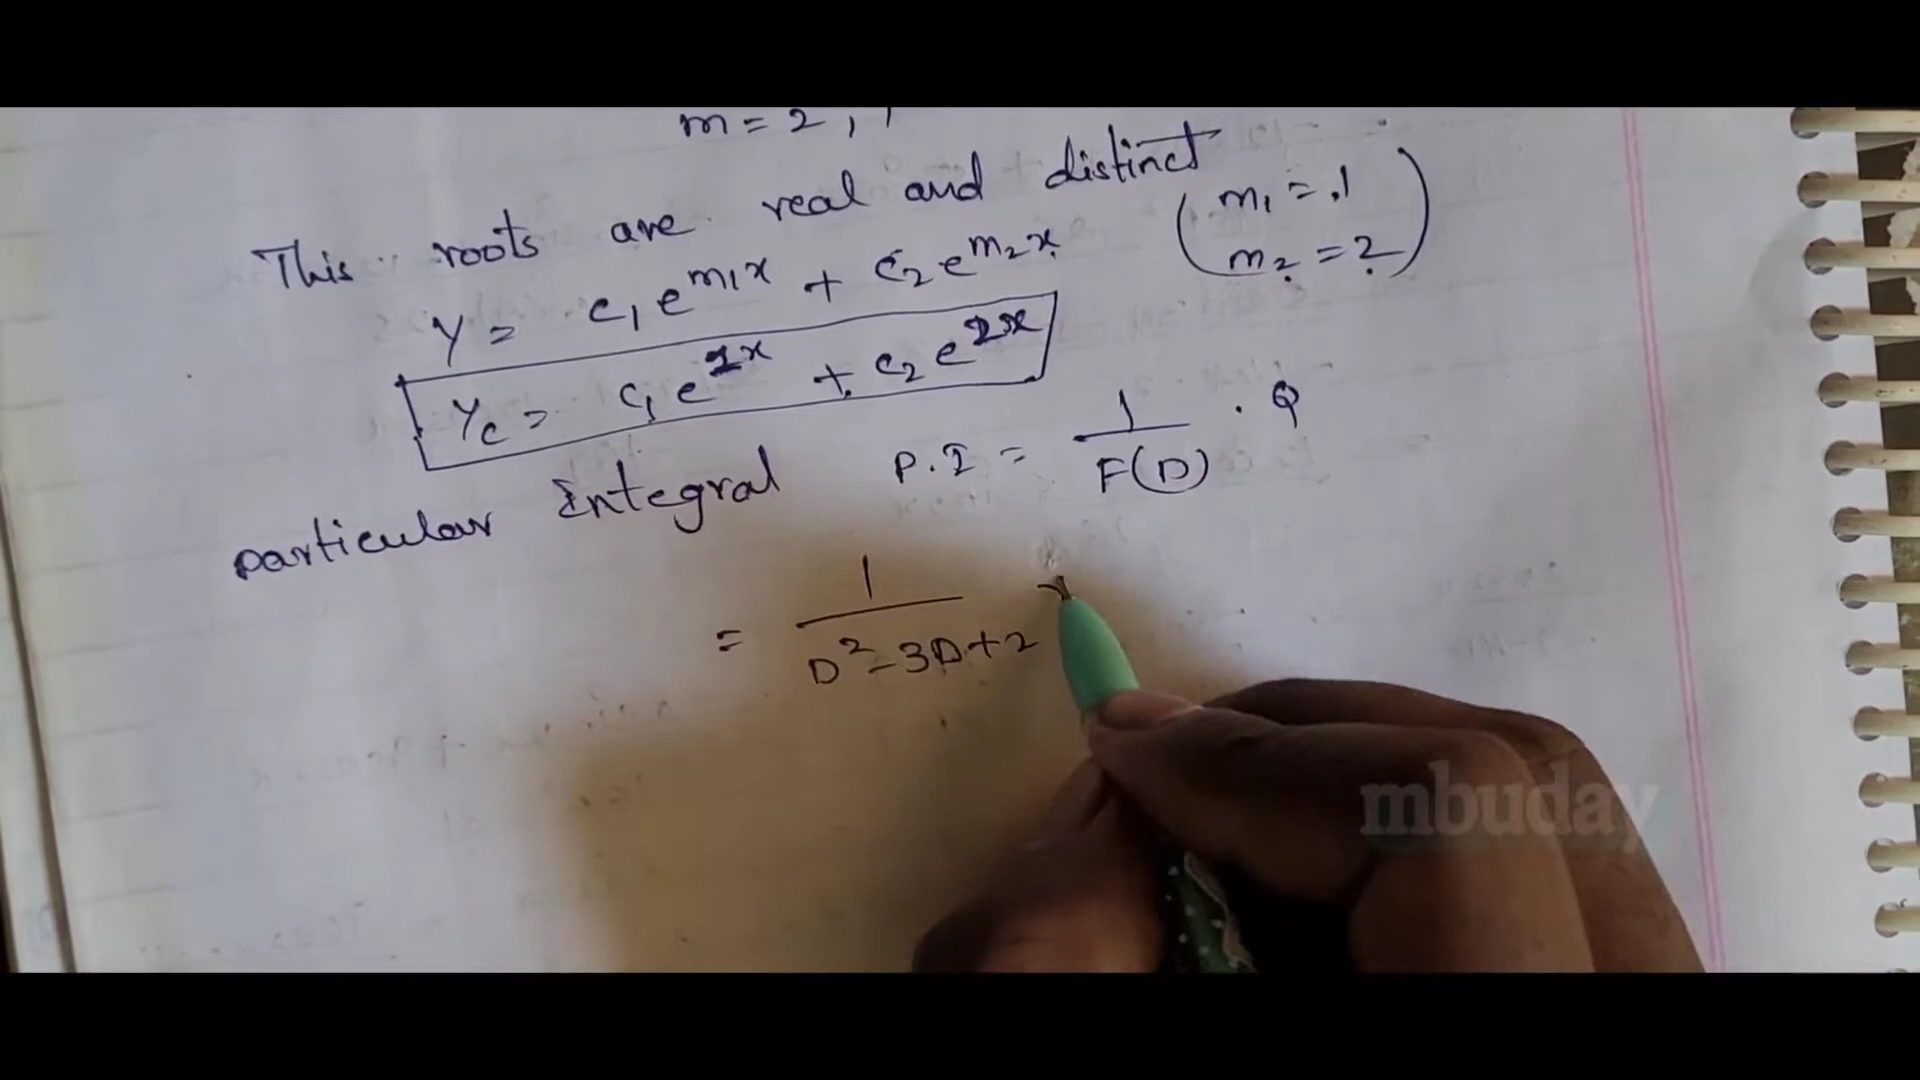 m = 2, 1
This roots are real and distinct
(m₁ = 1
m₂ = 2)
Y = c₁e^m₁x + c₂e^m₂x
Yc = c₁e^1x + c₂e^2x
particular Integral P.I = 1/F(D) . Q
= 1/D²-3D+2
mbuday